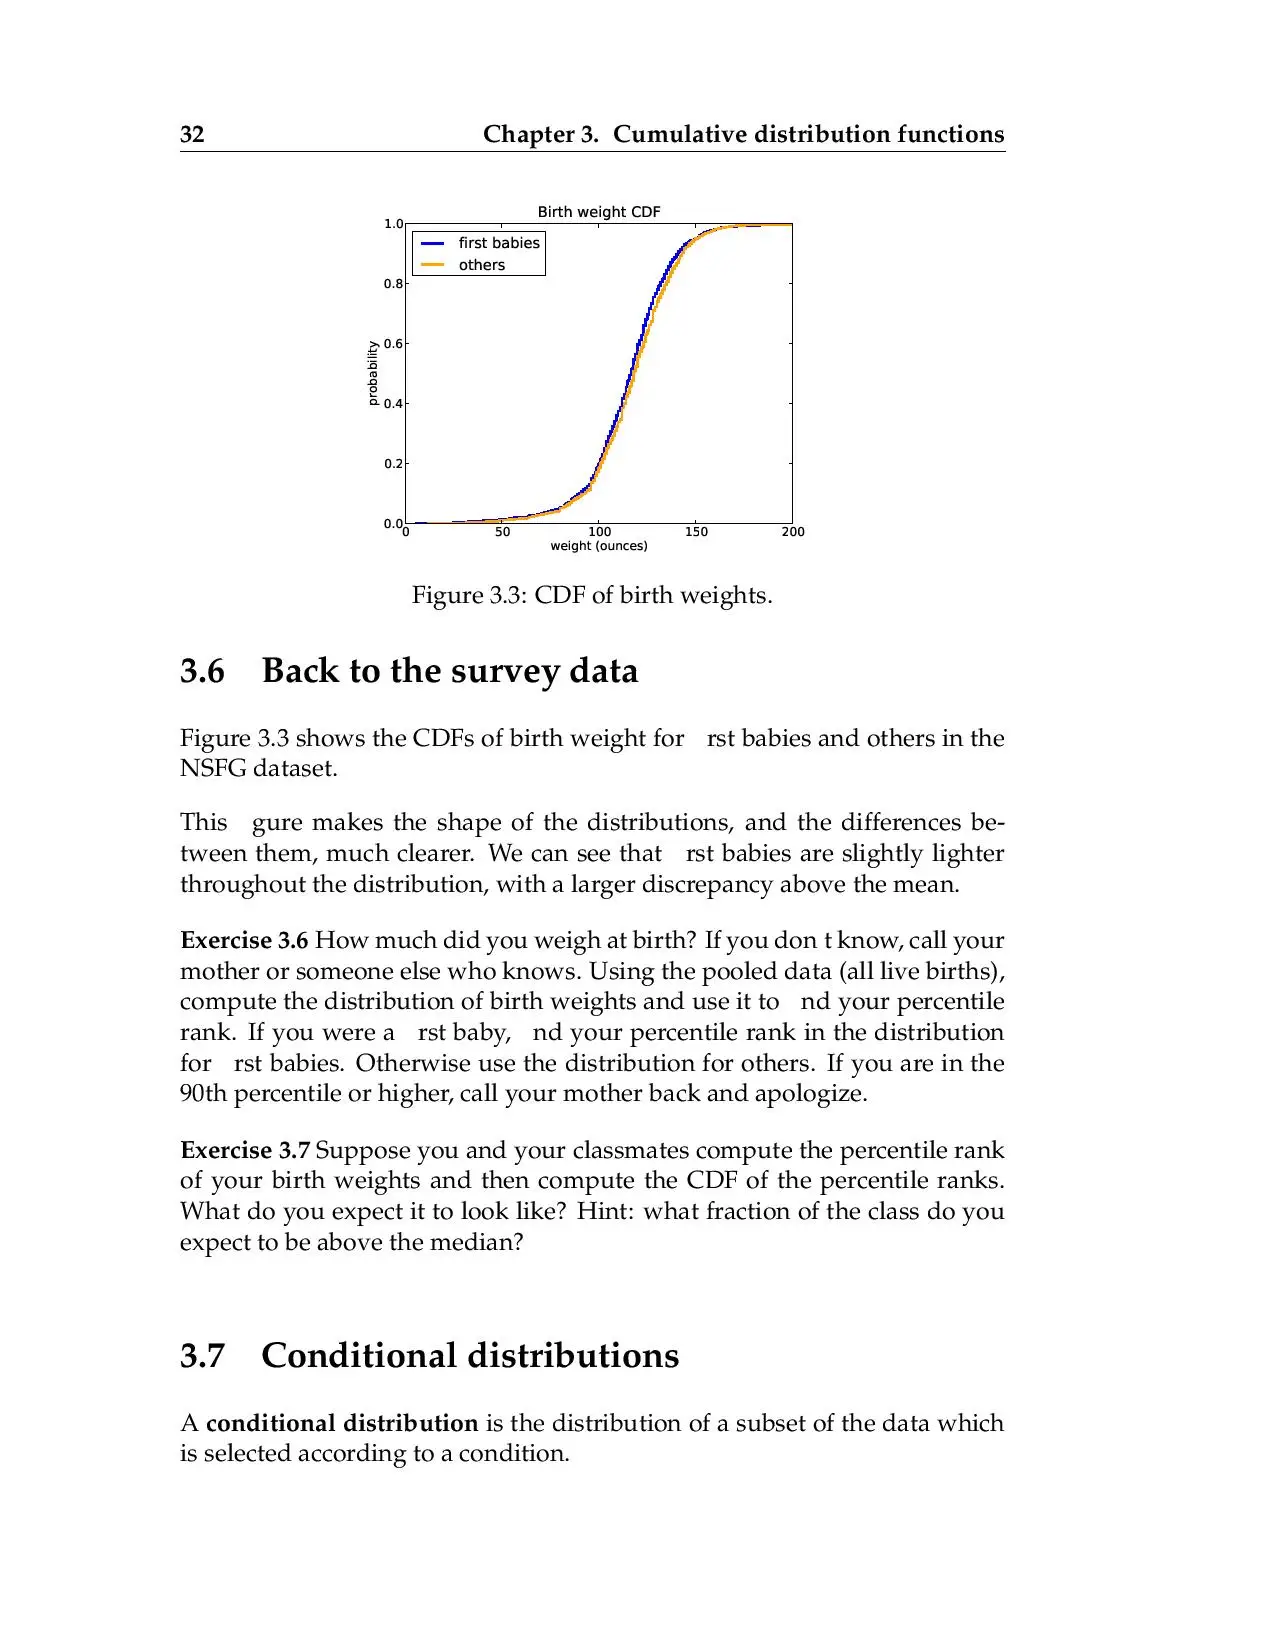 32 Chapter 3. Cumulative distribution functions
Birth weight CDF
1.0
first babies
others
0.8
0.6
probability
0.4
0.2
0.0
0 50 100 150 200
weight (ounces)
Figure 3.3: CDF of birth weights.
3.6 Back to the survey data
Figure 3.3 shows the CDFs of birth weight for rst babies and others in the
NSFG dataset.
This gure makes the shape of the distributions, and the differences be-
tween them, much clearer. We can see that rst babies are slightly lighter
throughout the distribution, with a larger discrepancy above the mean.
Exercise 3.6 How much did you weigh at birth? If you don t know, call your
mother or someone else who knows. Using the pooled data (all live births),
compute the distribution of birth weights and use it to nd your percentile
rank. If you were a rst baby, nd your percentile rank in the distribution
for rst babies. Otherwise use the distribution for others. If you are in the
90th percentile or higher, call your mother back and apologize.
Exercise 3.7 Suppose you and your classmates compute the percentile rank
of your birth weights and then compute the CDF of the percentile ranks.
What do you expect it to look like? Hint: what fraction of the class do you
expect to be above the median?
3.7 Conditional distributions
A conditional distribution is the distribution of a subset of the data which
is selected according to a condition.